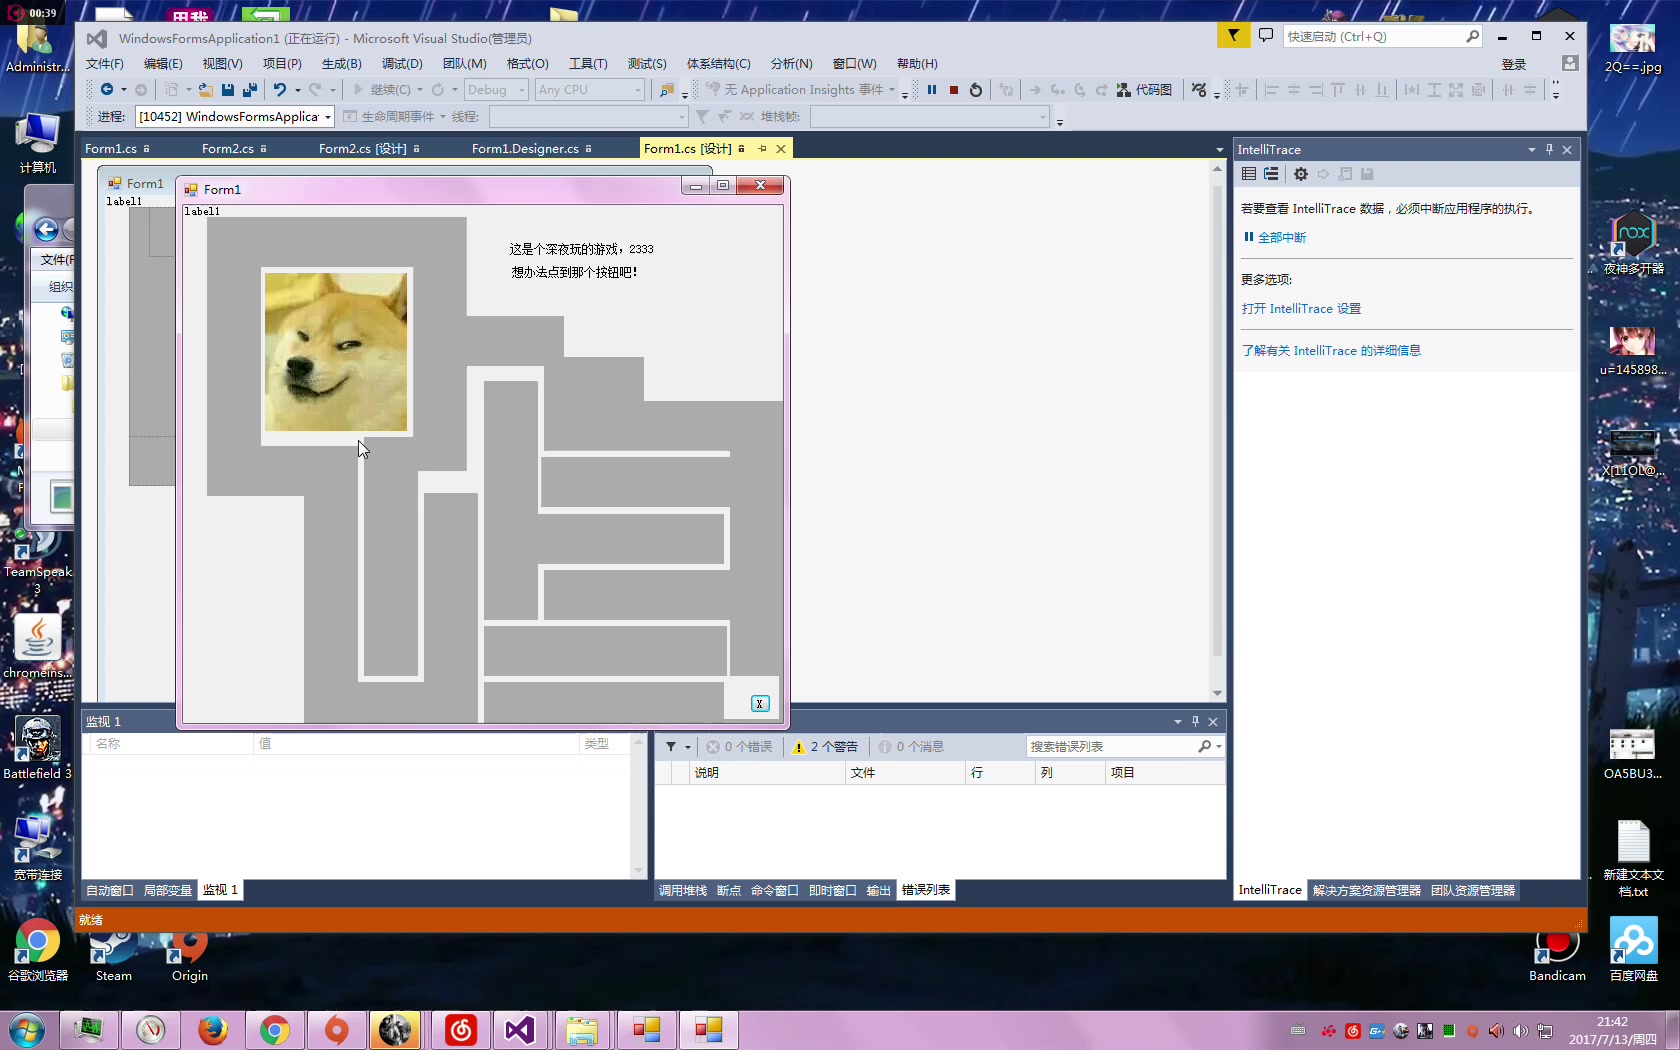 00:39
思我
Administr...
计算机
TeamSpeak
3
chromeins...
Battlefield 3
宽带连接
谷歌浏览器
Steam
Origin
WindowsFormsApplication1 (正在运行) - Microsoft Visual Studio(管理员)
快速启动 (Ctrl+Q)
文件(F) 编辑(E) 视图(V) 项目(P) 生成(B) 调试(D) 团队(M) 格式(O) 工具(T) 测试(S) 体系结构(C) 分析(N) 窗口(W) 帮助(H) 登录
继续(C) Debug Any CPU 无 Application Insights 事件 代码图
进程: [10452] WindowsFormsApplicat 生命周期事件 线程: 堆栈帧:
Form1.cs Form2.cs Form2.cs [设计] Form1.Designer.cs Form1.cs [设计]
Form1
label1
文件(F
组织
Form1
label1
这是个深夜玩的游戏，2333
想办法点到那个按钮吧！
X
IntelliTrace
若要查看 IntelliTrace 数据，必须中断应用程序的执行。
全部中断
更多选项:
打开 IntelliTrace 设置
了解有关 IntelliTrace 的详细信息
监视 1
名称 值 类型
自动窗口 局部变量 监视 1
0 个错误 2 个警告 0 个消息 搜索错误列表
说明 文件 行 列 项目
调用堆栈 断点 命令窗口 即时窗口 输出 错误列表
IntelliTrace 解决方案资源管理器 团队资源管理器
就绪
2Q==.jpg
nox
夜神多开器
u=145898...
X[11OL@...
OA5BU3...
新建文本文
档.txt
Bandicam
百度网盘
21:42
2017/7/13/周四